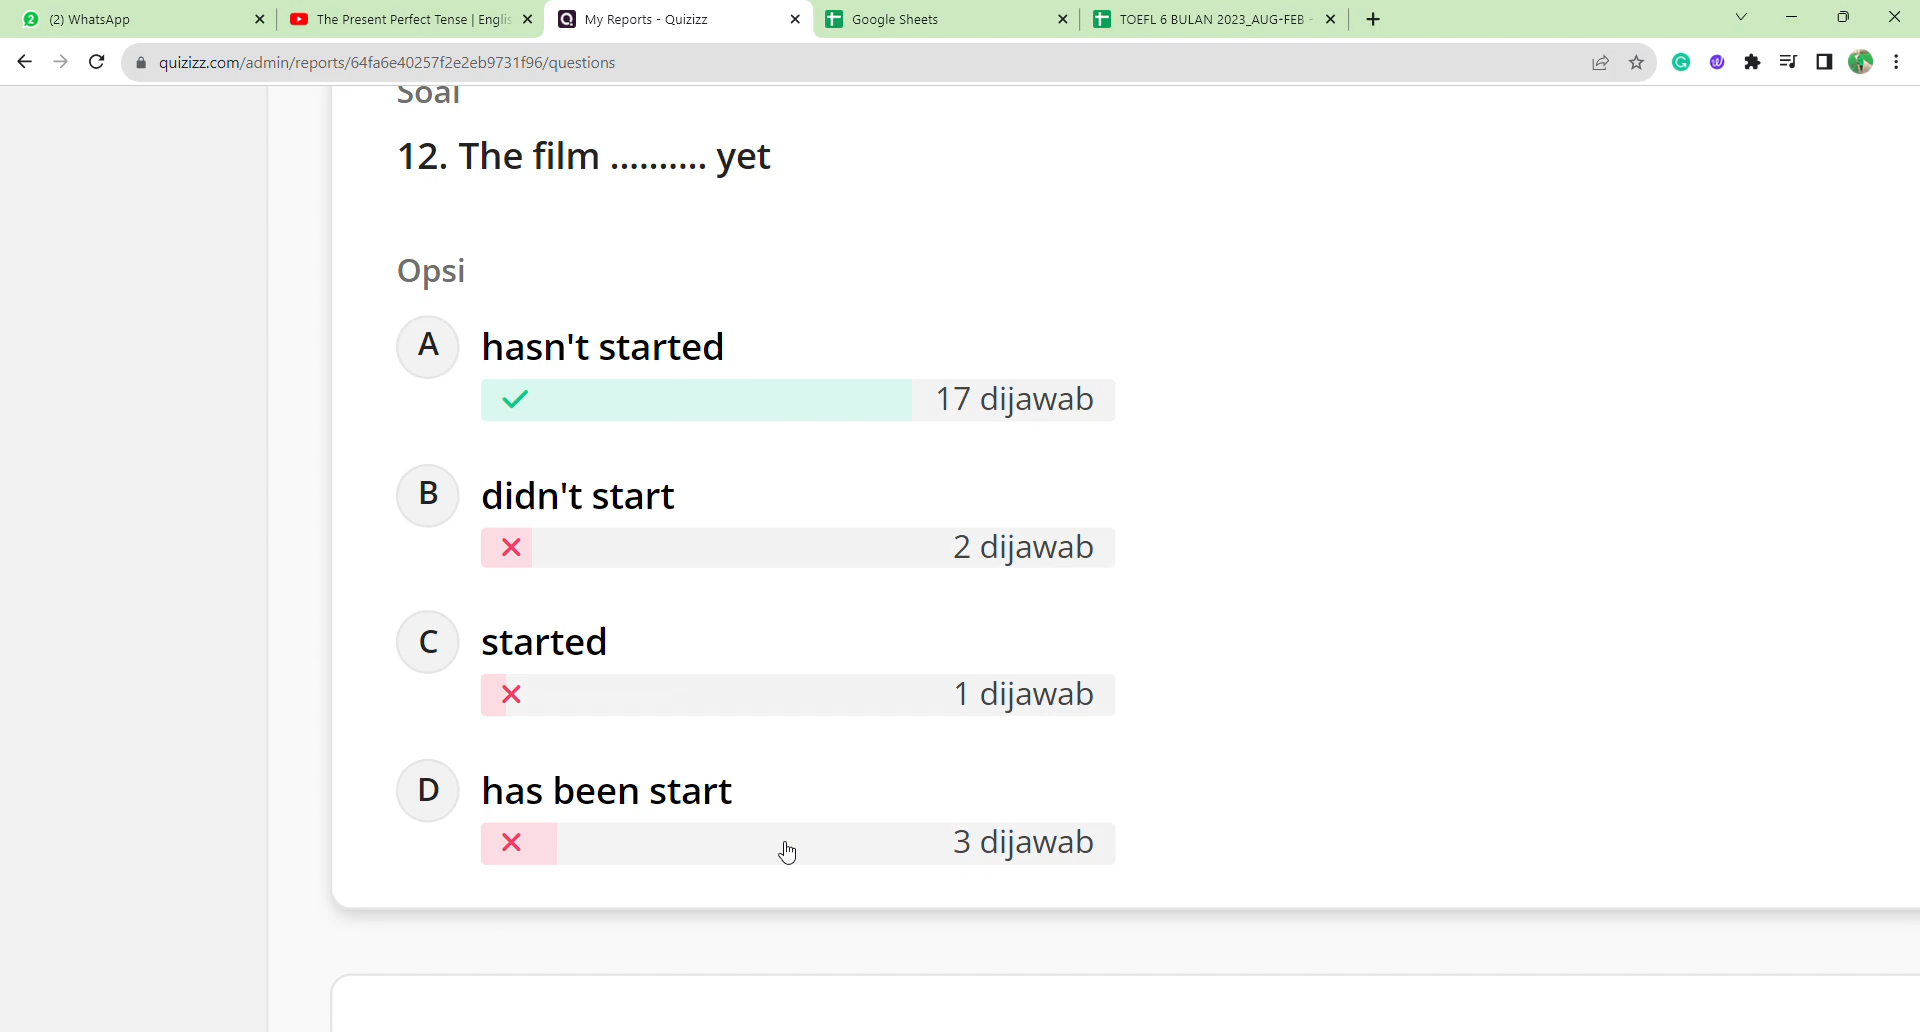 (2) WhatsApp
The Present Perfect Tense | Englis
My Reports - Quizizz
Google Sheets
TOEFL 6 BULAN 2023_AUG-FEB -
quizizz.com/admin/reports/64fa6e40257f2e2eb9731f96/questions
Soal
12. The film .......... yet
Opsi
A hasn't started
17 dijawab
B didn't start
2 dijawab
C started
1 dijawab
D has been start
3 dijawab